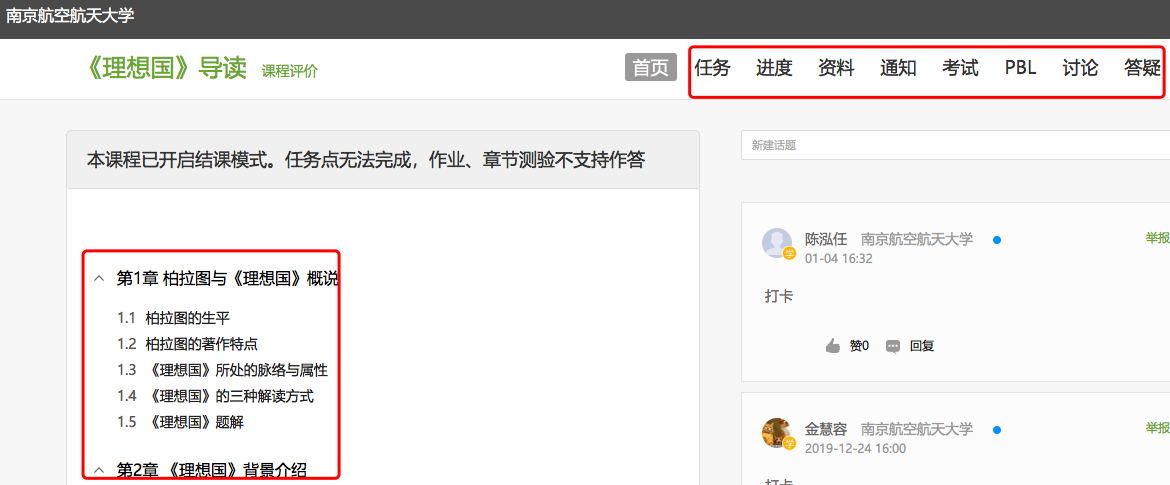 南京航空航天大学
《理想国》导读 课程评价
首页 任务 进度 资料 通知 考试 PBL 讨论 答疑
本课程已开启结课模式。任务点无法完成，作业、章节测验不支持作答
第1章 柏拉图与《理想国》概说
1.1 柏拉图的生平
1.2 柏拉图的著作特点
1.3 《理想国》所处的脉络与属性
1.4 《理想国》的三种解读方式
1.5 《理想国》题解
第2章 《理想国》背景介绍
新建话题
学
陈泓任 南京航空航天大学 举报
01-04 16:32
打卡
赞0 回复
学
金慧容 南京航空航天大学 举报
2019-12-24 16:00
打卡